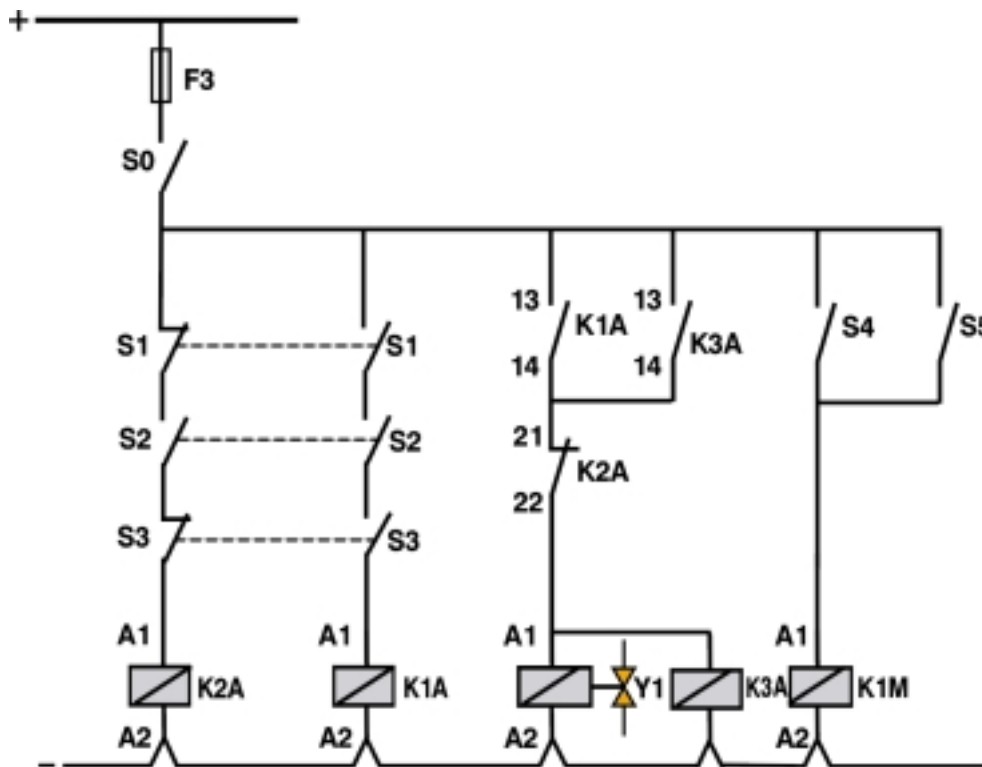 +
F3
S0
13 13
K1A S4 S5
S1 S1 K3A
14 14
21
S2 S2 K2A
22
S3 S3
A1 A1 A1 A1
K2A K1A Y1 K3A K1M
A2 A2 A2 A2
–